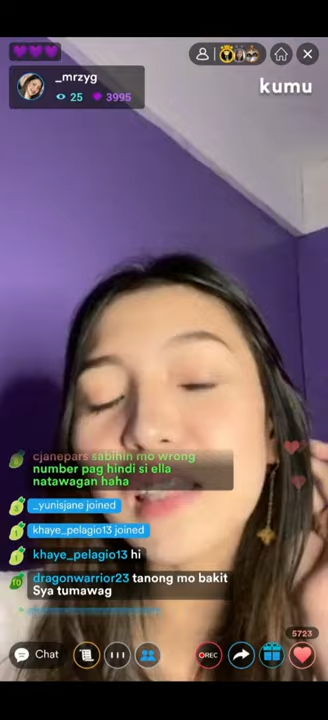 _mrzyg
25 3995
kumu
cjanepars sabihin mo wrong
number pag hindi si ella
natawagan haha
_yunisjane joined
khaye_pelagio13 joined
khaye_pelagio13 hi
dragonwarrior23 tanong mo bakit
Sya tumawag
5723
Chat
REC